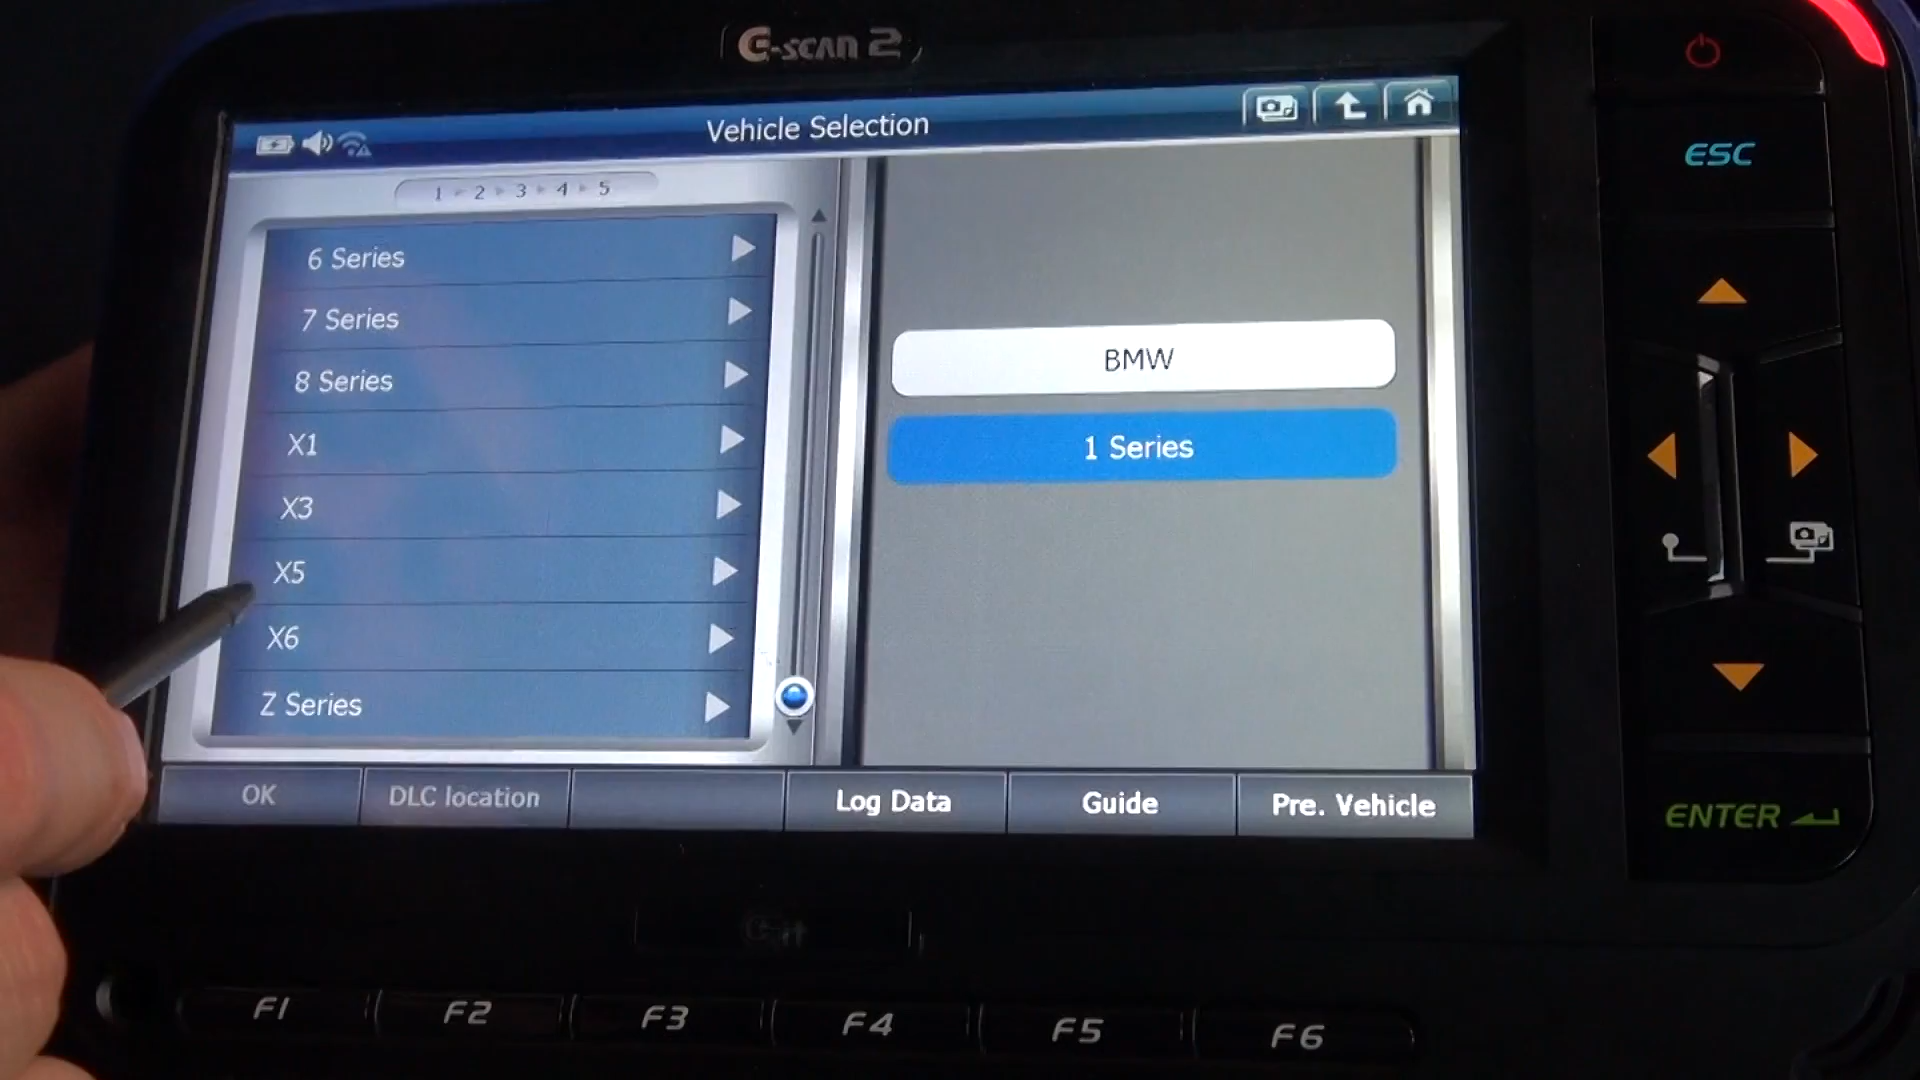 G-SCAN 2
Vehicle Selection
1 2 3 4 5
6 Series
7 Series
8 Series
X1
X3
X5
X6
Z Series
BMW
1 Series
OK
DLC location
Log Data
Guide
Pre. Vehicle
ESC
ENTER
F1
F2
F3
F4
F5
F6